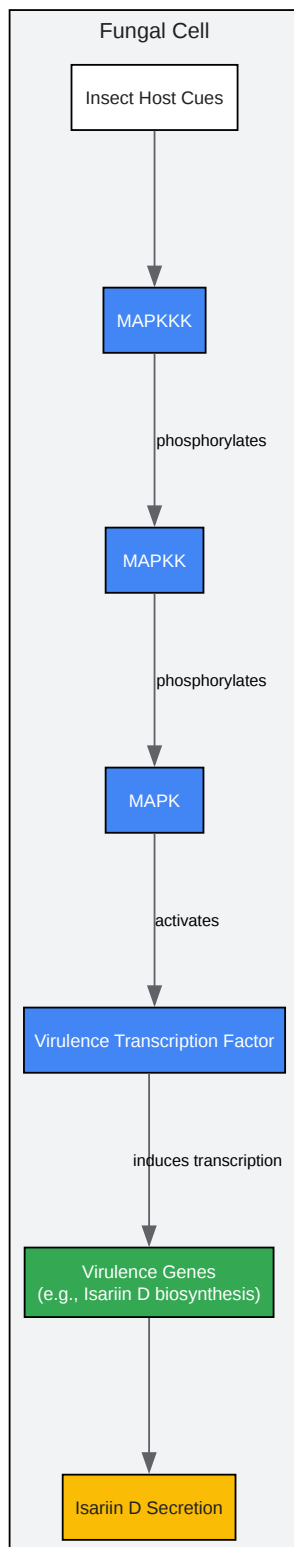 Fungal Cell
Insect Host Cues
MAPKKK
phosphorylates
MAPKK
phosphorylates
MAPK
activates
Virulence Transcription Factor
induces transcription
Virulence Genes
(e.g., Isariin D biosynthesis)
Isariin D Secretion